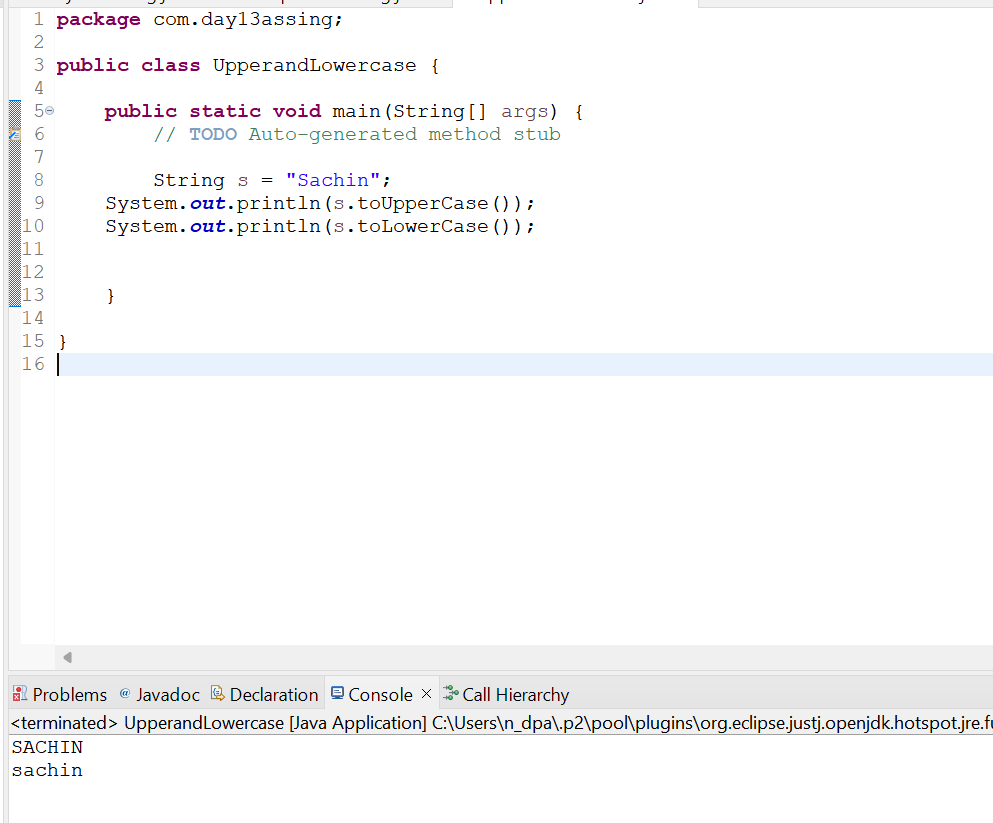 1 package com.day13assing;
2
3 public class UpperandLowercase {
4
5 public static void main(String[] args) {
6 // TODO Auto-generated method stub
7
8 String s = "Sachin";
9 System.out.println(s.toUpperCase());
10 System.out.println(s.toLowerCase());
11
12
13 }
14
15 }
16
Problems @ Javadoc Declaration Console Call Hierarchy
<terminated> UpperandLowercase [Java Application] C:\Users\n_dpa\.p2\pool\plugins\org.eclipse.justj.openjdk.hotspot.jre.fu
SACHIN
sachin